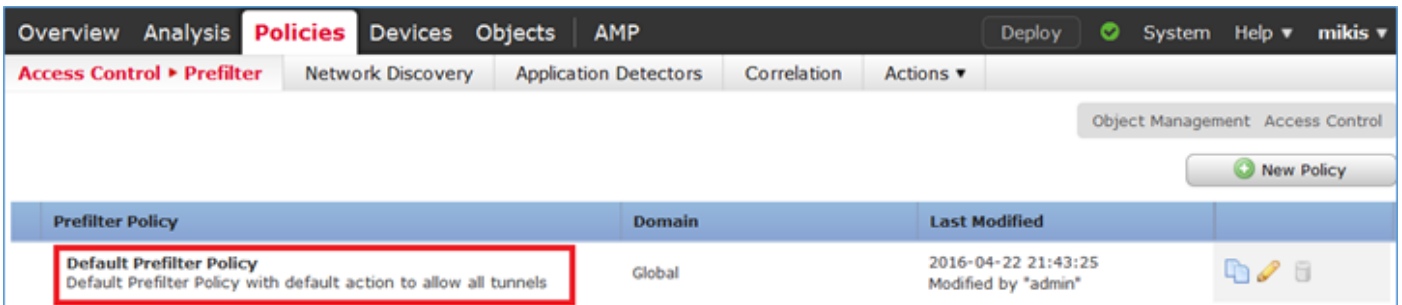 Overview Analysis Policies Devices Objects AMP Deploy System Help ▾ mikis ▾
Access Control ▸ Prefilter Network Discovery Application Detectors Correlation Actions ▾
Object Management Access Control
New Policy
Prefilter Policy Domain Last Modified
Default Prefilter Policy Global 2016-04-22 21:43:25
Default Prefilter Policy with default action to allow all tunnels Modified by "admin"